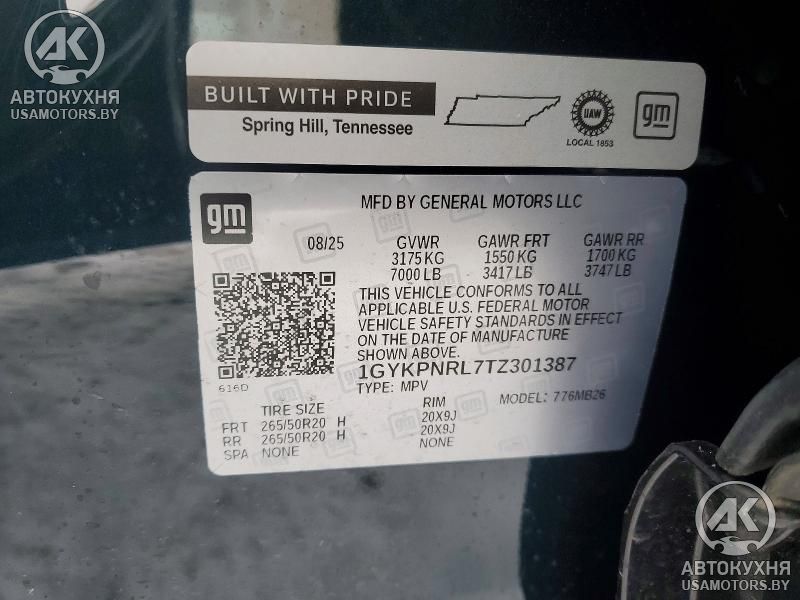 AK
АВТОКУХНЯ
USAMOTORS.BY
BUILT WITH PRIDE
Spring Hill, Tennessee
UAW
LOCAL 1853
gm
gm
MFD BY GENERAL MOTORS LLC
08/25 GVWR GAWR FRT GAWR RR
3175 KG 1550 KG 1700 KG
7000 LB 3417 LB 3747 LB
THIS VEHICLE CONFORMS TO ALL
APPLICABLE U.S. FEDERAL MOTOR
VEHICLE SAFETY STANDARDS IN EFFECT
ON THE DATE OF MANUFACTURE
SHOWN ABOVE.
1GYKPNRL7TZ301387
616D
TYPE: MPV MODEL: 776MB26
TIRE SIZE RIM
FRT 265/50R20 H 20X9J
RR 265/50R20 H 20X9J
SPA NONE NONE
AK
АВТОКУХНЯ
USAMOTORS.BY